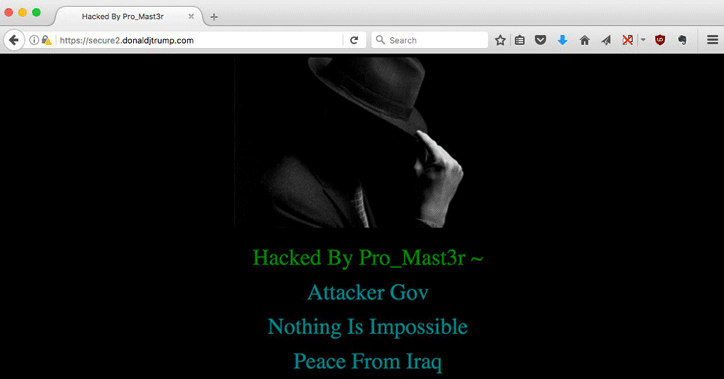 Hacked By Pro_Mast3r
https://secure2.donaldjtrump.com
Search
Hacked By Pro_Mast3r ~
Attacker Gov
Nothing Is Impossible
Peace From Iraq